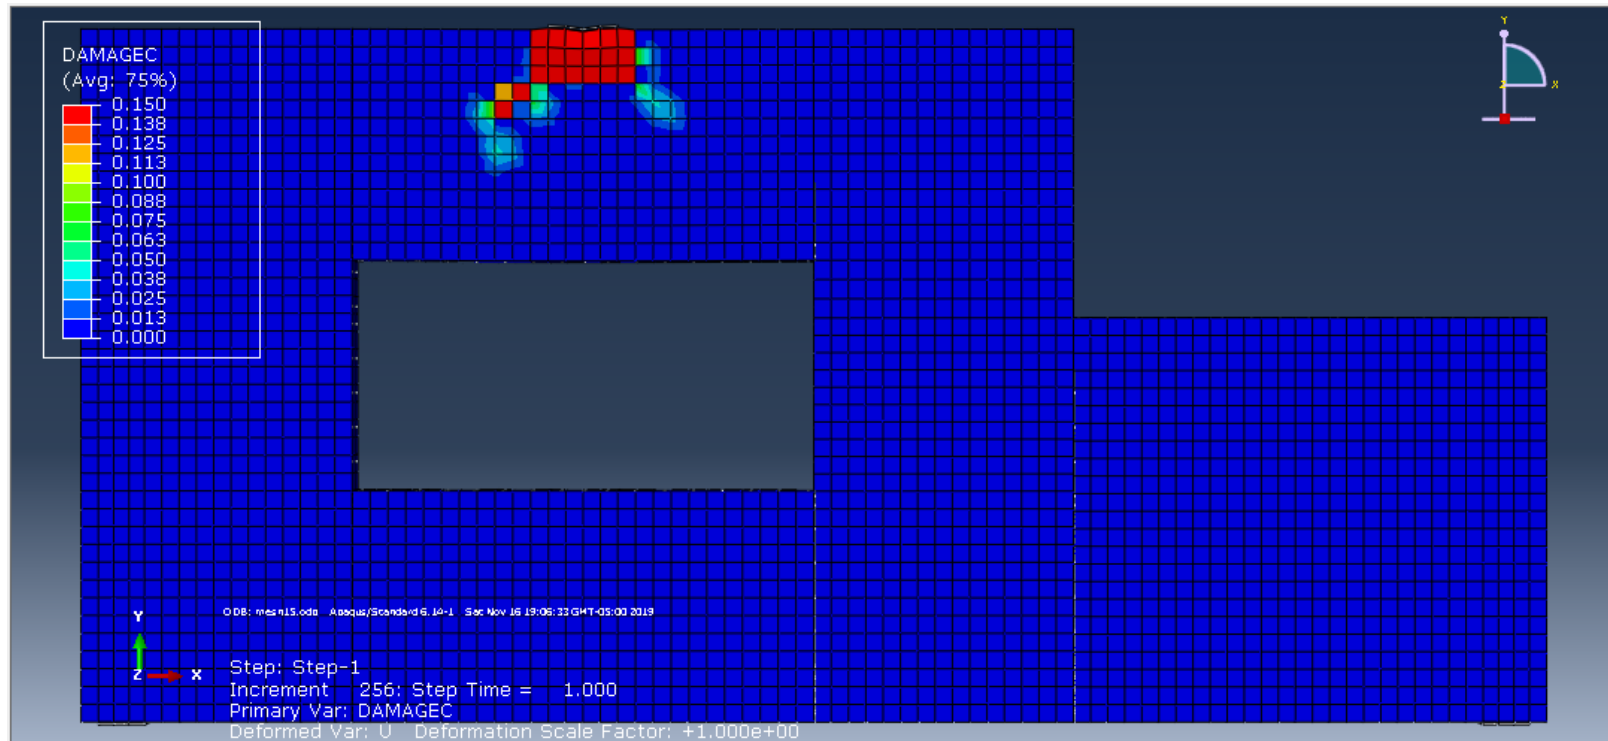 DAMAGEC
(Avg: 75%)
0.150
0.138
0.125
0.113
0.100
0.088
0.075
0.063
0.050
0.038
0.025
0.013
0.000
Y
Z X
ODB: mesh15.odb Abaqus/Standard 6.14-1 Sat Nov 16 19:06:33 GMT-05:00 2019
Y
Z X
Step: Step-1
Increment 256: Step Time = 1.000
Primary Var: DAMAGEC
Deformed Var: U Deformation Scale Factor: +1.000e+00